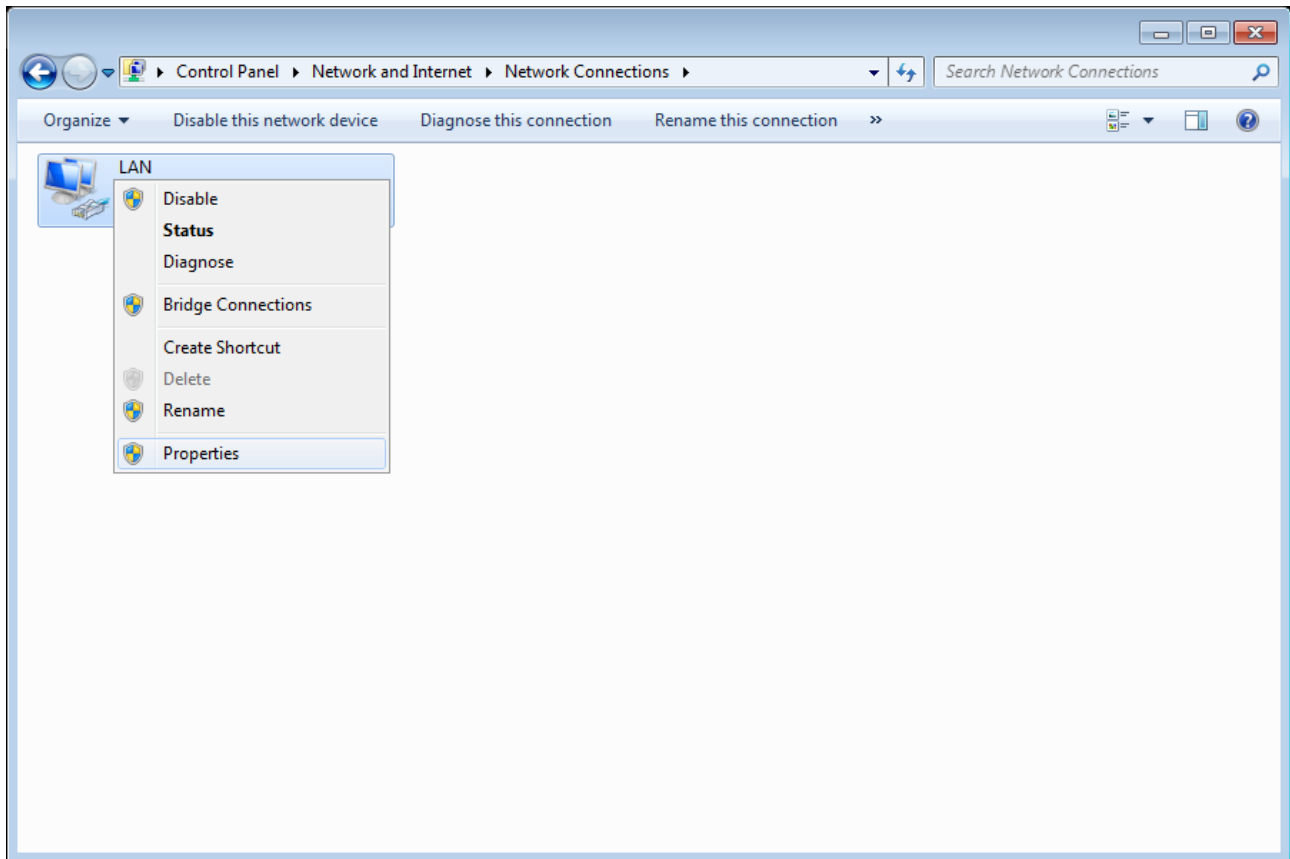 Control Panel Network and Internet Network Connections
Search Network Connections
Organize Disable this network device Diagnose this connection Rename this connection »
LAN
Disable
Status
Diagnose
Bridge Connections
Create Shortcut
Delete
Rename
Properties